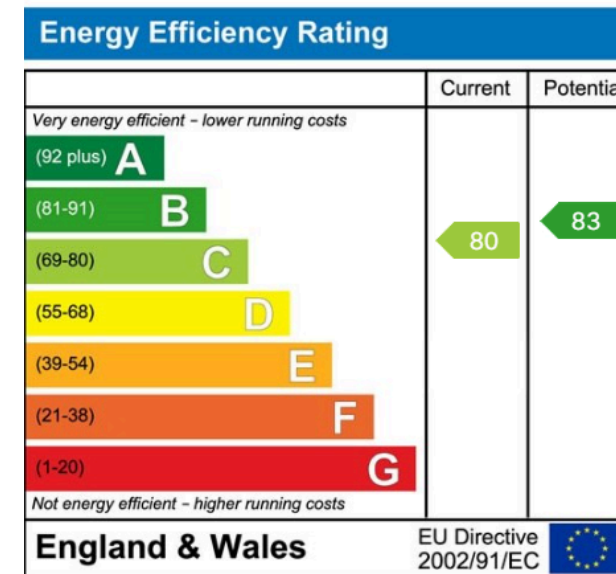 Energy Efficiency Rating
Current Potentia
Very energy efficient – lower running costs
(92 plus) A
(81-91) B
83
80
(69-80) C
(55-68) D
(39-54) E
(21-38) F
(1-20) G
Not energy efficient – higher running costs
England & Wales
EU Directive
2002/91/EC